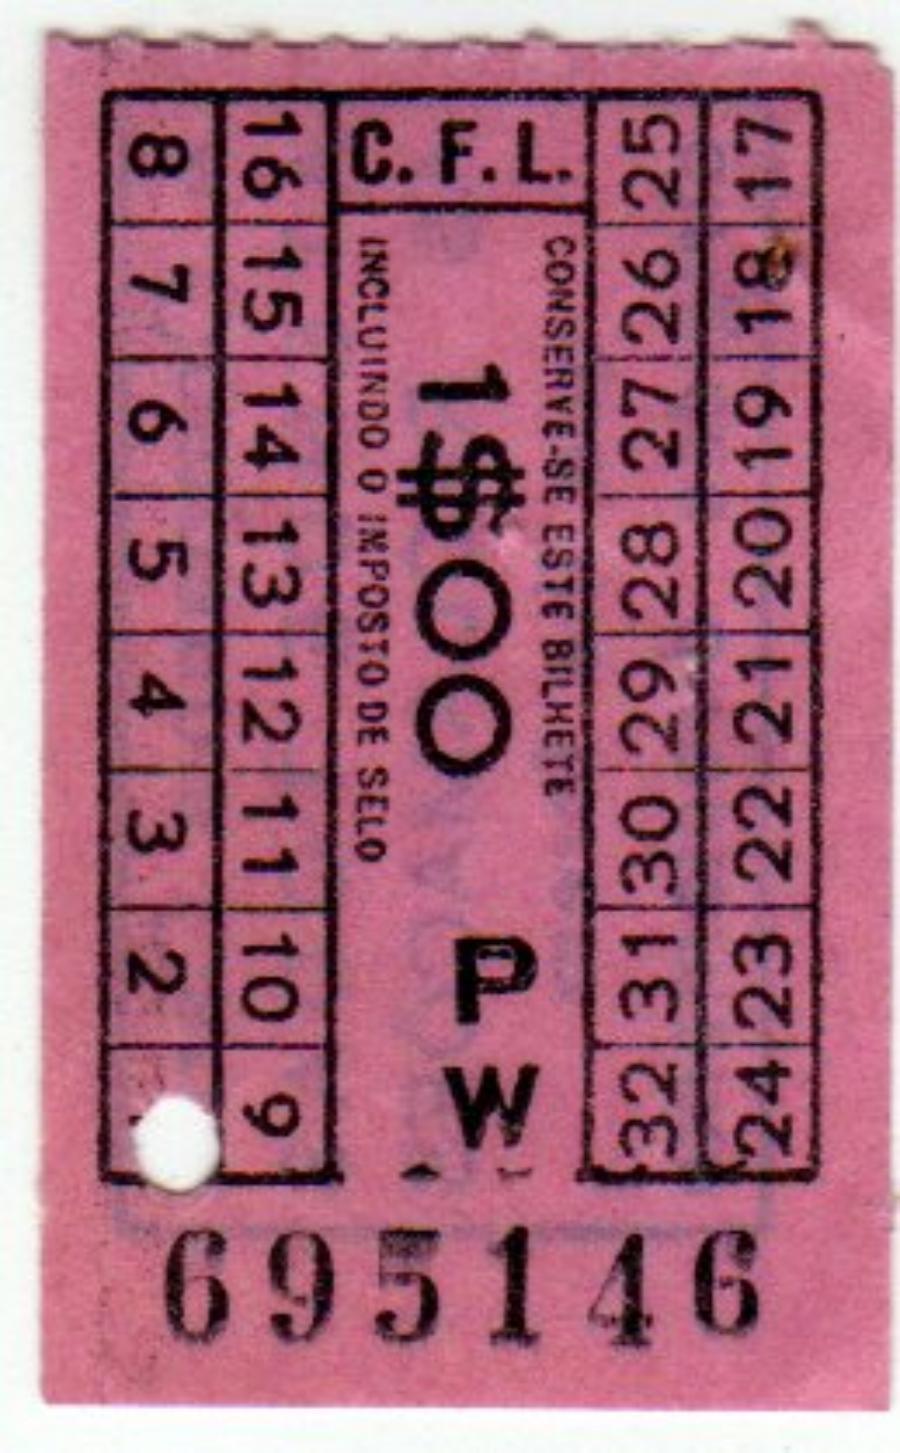 C. F. L.
CONSERVE-SE ESTE BILHETE
1$00
INCLUINDO O IMPOSTO DE SELO
P
W
8 7 6 5 4 3 2
16 15 14 13 12 11 10 9
25 26 27 28 29 30 31 32
17 18 19 20 21 22 23 24
695146